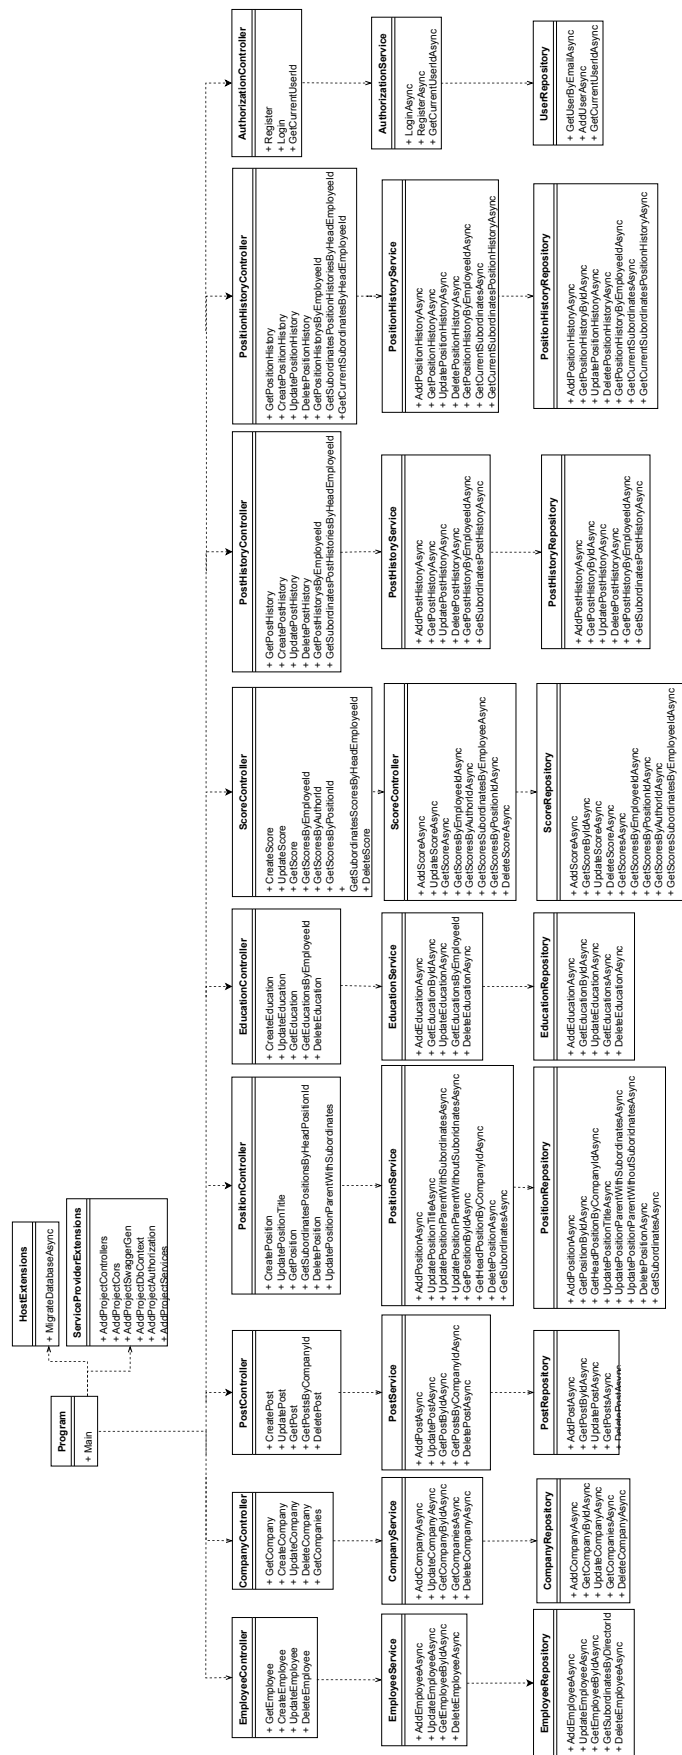 HostExtensions
+ MigrateDatabaseAsync
Program
+ Main
ServiceProviderExtensions
+ AddProjectControllers
+ AddProjectCors
+ AddProjectSwaggerGen
+ AddProjectDbContext
+ AddProjectAuthorization
+ AddProjectServices
EmployeeController
+ GetEmployee
+ CreateEmployee
+ UpdateEmployee
+ DeleteEmployee
CompanyController
+ GetCompany
+ CreateCompany
+ UpdateCompany
+ DeleteCompany
+ GetCompanies
PostController
+ CreatePost
+ UpdatePost
+ GetPost
+ GetPostsByCompanyId
+ DeletePost
PositionController
+ CreatePosition
+ UpdatePositionTitle
+ GetPosition
+ GetSubordinatesPositionsByHeadPositionId
+ DeletePosition
+ UpdatePositionParentWithSubordinates
EducationController
+ CreateEducation
+ UpdateEducation
+ GetEducation
+ GetEducationsByEmployeeId
+ DeleteEducation
ScoreController
+ CreateScore
+ UpdateScore
+ GetScore
+ GetScoresByEmployeeId
+ GetScoresByAuthorId
+ GetScoresByPositionId
+
GetSubordinatesScoresByHeadEmployeeId
+ DeleteScore
PostHistoryController
+ GetPostHistory
+ CreatePostHistory
+ UpdatePostHistory
+ DeletePostHistory
+ GetPostHistorysByEmployeeId
+ GetSubordinatesPostHistoriesByHeadEmployeeId
PositionHistoryController
+ GetPositionHistory
+ CreatePositionHistory
+ UpdatePositionHistory
+ DeletePositionHistory
+ GetPositionHistorysByEmployeeId
+ GetSubordinatesPositionHistoriesByHeadEmployeeId
+GetCurrentSubordinatesByHeadEmployeeId
AuthorizationController
+ Register
+ Login
+ GetCurrentUserId
EmployeeService
+ AddEmployeeAsync
+ UpdateEmployeeAsync
+ GetEmployeeByIdAsync
+ DeleteEmployeeAsync
CompanyService
+ AddCompanyAsync
+ UpdateCompanyAsync
+ GetCompanyByIdAsync
+ GetCompaniesAsync
+ DeleteCompanyAsync
PostService
+ AddPostAsync
+ UpdatePostAsync
+ GetPostByIdAsync
+ GetPostsByCompanyIdAsync
+ DeletePostAsync
PositionService
+ AddPositionAsync
+ UpdatePositionTitleAsync
+ UpdatePositionParentWithSubordinatesAsync
+ UpdatePositionParentWithoutSuboridnatesAsync
+ GetPositionByIdAsync
+ GetHeadPositionByCompanyIdAsync
+ DeletePositionAsync
+ GetSubordinatesAsync
EducationService
+ AddEducationAsync
+ GetEducationByIdAsync
+ UpdateEducationAsync
+ GetEducationsByEmployeeId
+ DeleteEducationAsync
ScoreController
+ AddScoreAsync
+ UpdateScoreAsync
+ GetScoreAsync
+ GetScoresByEmployeeIdAsync
+ GetScoresByAuthorIdAsync
+ GetScoresSubordinatesByEmployeeAsync
+ GetScoresByPositionIdAsync
+ DeleteScoreAsync
PostHistoryService
+ AddPostHistoryAsync
+ GetPostHistoryAsync
+ UpdatePostHistoryAsync
+ DeletePostHistoryAsync
+ GetPostHistoryByEmployeeIdAsync
+ GetSubordinatesPostHistoryAsync
PositionHistoryService
+ AddPositionHistoryAsync
+ GetPositionHistoryAsync
+ UpdatePositionHistoryAsync
+ DeletePositionHistoryAsync
+ GetPositionHistoryByEmployeeIdAsync
+ GetCurrentSubordinatesAsync
+ GetCurrentSubordinatesPositionHistoryAsync
AuthorizationService
+ LoginAsync
+ RegisterAsync
+ GetCurrentUserIdAsync
EmployeeRepository
+ AddEmployeeAsync
+ UpdateEmployeeAsync
+ GetEmployeeByIdAsync
+ GetSubordinatesByDirectorId
+ DeleteEmployeeAsync
CompanyRepository
+ AddCompanyAsync
+ GetCompanyByIdAsync
+ UpdateCompanyAsync
+ GetCompaniesAsync
+ DeleteCompanyAsync
PostRepository
+ AddPostAsync
+ GetPostByIdAsync
+ UpdatePostAsync
+ GetPostsAsync
+ DeletePostAsync
PositionRepository
+ AddPositionAsync
+ GetPositionByIdAsync
+ GetHeadPositionByCompanyIdAsync
+ UpdatePositionTitleAsync
+ UpdatePositionParentWithSubordinatesAsync
+ UpdatePositionParentWithoutSuboridnatesAsync
+ DeletePositionAsync
+ GetSubordinatesAsync
EducationRepository
+ AddEducationAsync
+ GetEducationByIdAsync
+ UpdateEducationAsync
+ GetEducationsAsync
+ DeleteEducationAsync
ScoreRepository
+ AddScoreAsync
+ GetScoreByIdAsync
+ UpdateScoreAsync
+ DeleteScoreAsync
+ GetScoresAsync
+ GetScoresByEmployeeIdAsync
+ GetScoresByPositionIdAsync
+ GetScoresByAuthorIdAsync
+ GetScoresSubordinatesByEmployeeIdAsync
PostHistoryRepository
+ AddPostHistoryAsync
+ GetPostHistoryByIdAsync
+ UpdatePostHistoryAsync
+ DeletePostHistoryAsync
+ GetPostHistoryByEmployeeIdAsync
+ GetSubordinatesPostHistoryAsync
PositionHistoryRepository
+ AddPositionHistoryAsync
+ GetPositionHistoryByIdAsync
+ UpdatePositionHistoryAsync
+ DeletePositionHistoryAsync
+ GetPositionHistoryByEmployeeIdAsync
+ GetCurrentSubordinatesAsync
+ GetCurrentSubordinatesPositionHistoryAsync
UserRepository
+ GetUserByEmailAsync
+ AddUserAsync
+ GetCurrentUserIdAsync